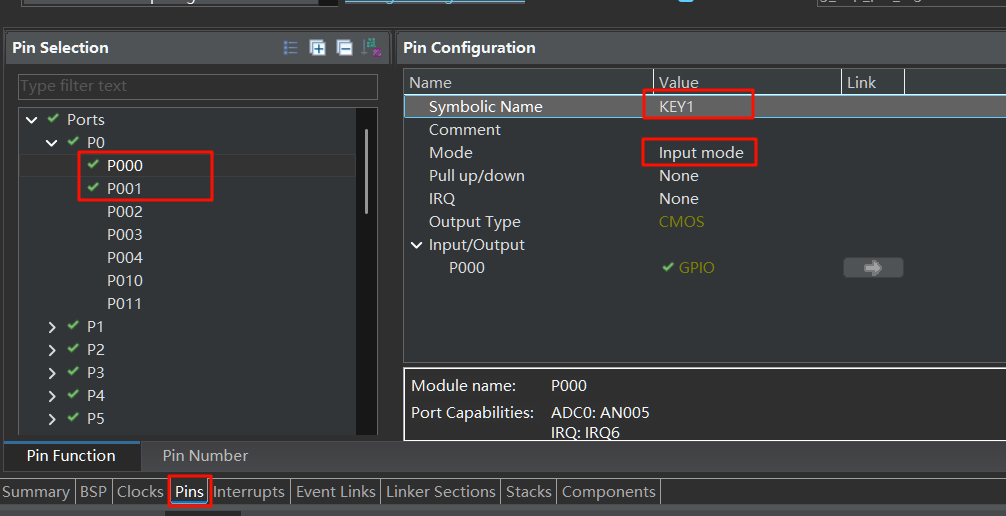 Pin Selection
Type filter text
Ports
P0
P000
P001
P002
P003
P004
P010
P011
P1
P2
P3
P4
P5
Pin Configuration
Name Value Link
Symbolic Name KEY1
Comment
Mode Input mode
Pull up/down None
IRQ None
Output Type CMOS
Input/Output
P000 GPIO
Module name: P000
Port Capabilities: ADC0: AN005
IRQ: IRQ6
Pin Function Pin Number
Summary BSP Clocks Pins Interrupts Event Links Linker Sections Stacks Components